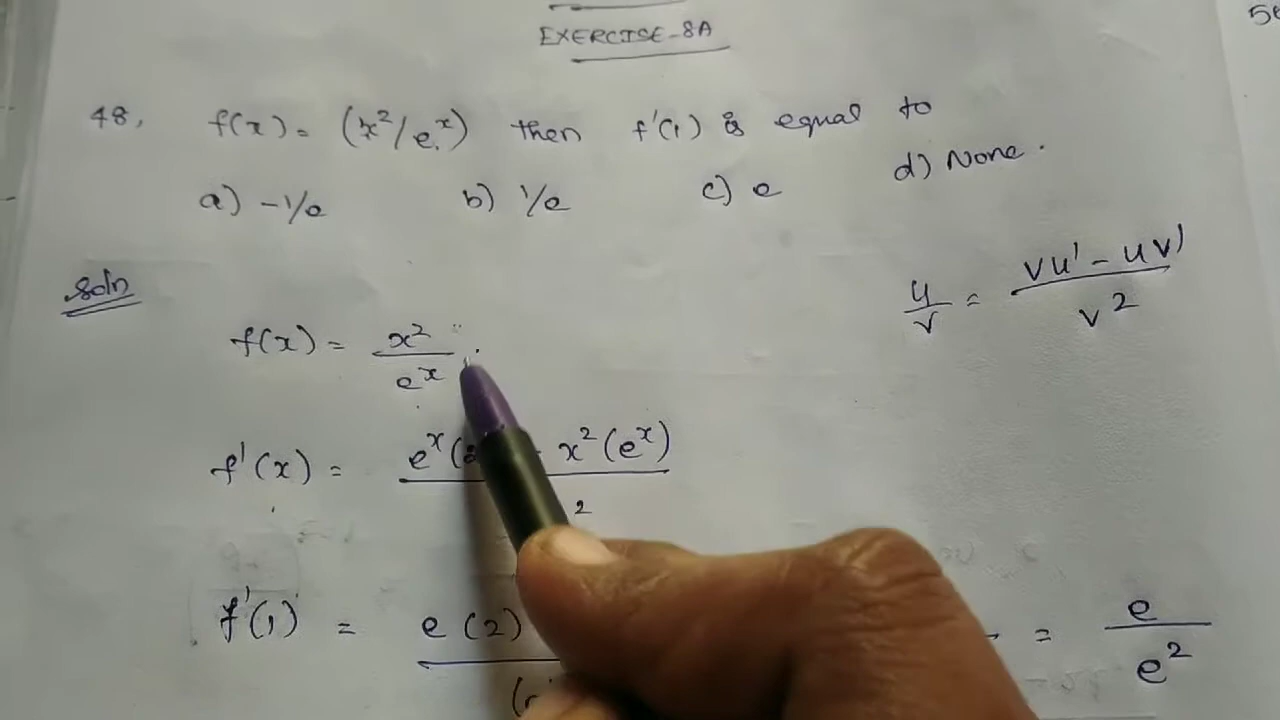 EXERCISE-8A
48, f(x) = (x²/eˣ) then f'(1) is equal to
a) -1/e b) 1/e c) e d) None.
Soln
u/v = vu' - uv' / v²
f(x) = x²/eˣ
f'(x) = eˣ( x²(eˣ)
2
f'(1) = e(2) = e/e²